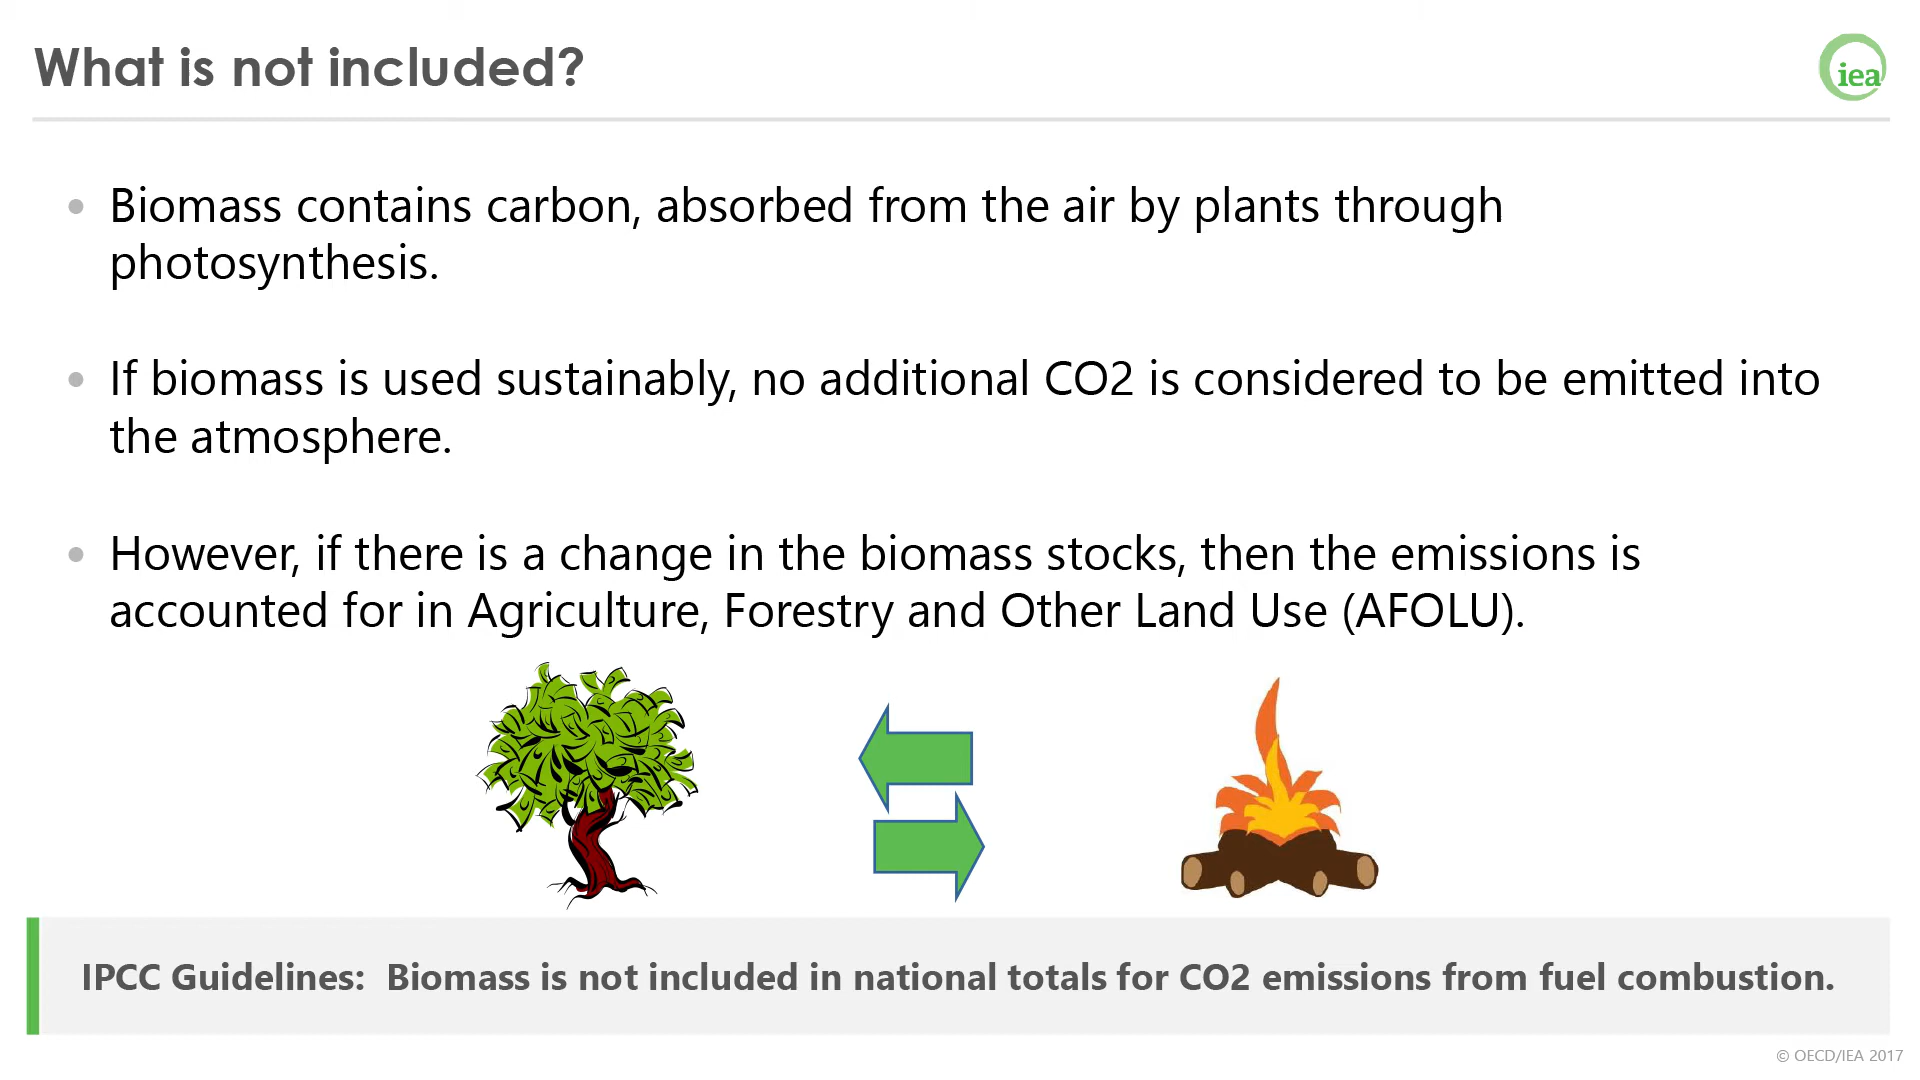 What is not included?
iea
• Biomass contains carbon, absorbed from the air by plants through
photosynthesis.
• If biomass is used sustainably, no additional CO2 is considered to be emitted into
the atmosphere.
• However, if there is a change in the biomass stocks, then the emissions is
accounted for in Agriculture, Forestry and Other Land Use (AFOLU).
IPCC Guidelines:  Biomass is not included in national totals for CO2 emissions from fuel combustion.
© OECD/IEA 2017